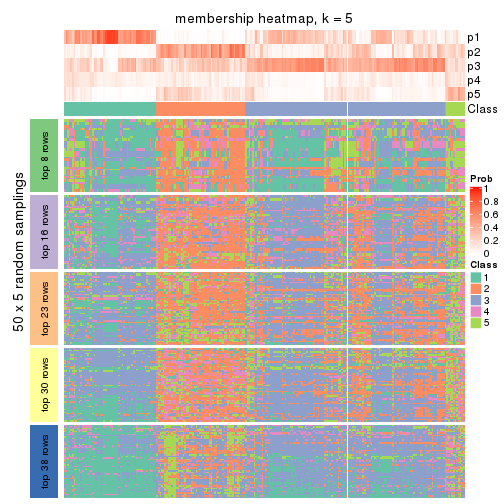 membership heatmap, k = 5
p1
p2
p3
p4
p5
Class
50 x 5 random samplings
top 8 rows
top 16 rows
top 23 rows
top 30 rows
top 38 rows
Prob
1
0.8
0.6
0.4
0.2
0
Class
1
2
3
4
5